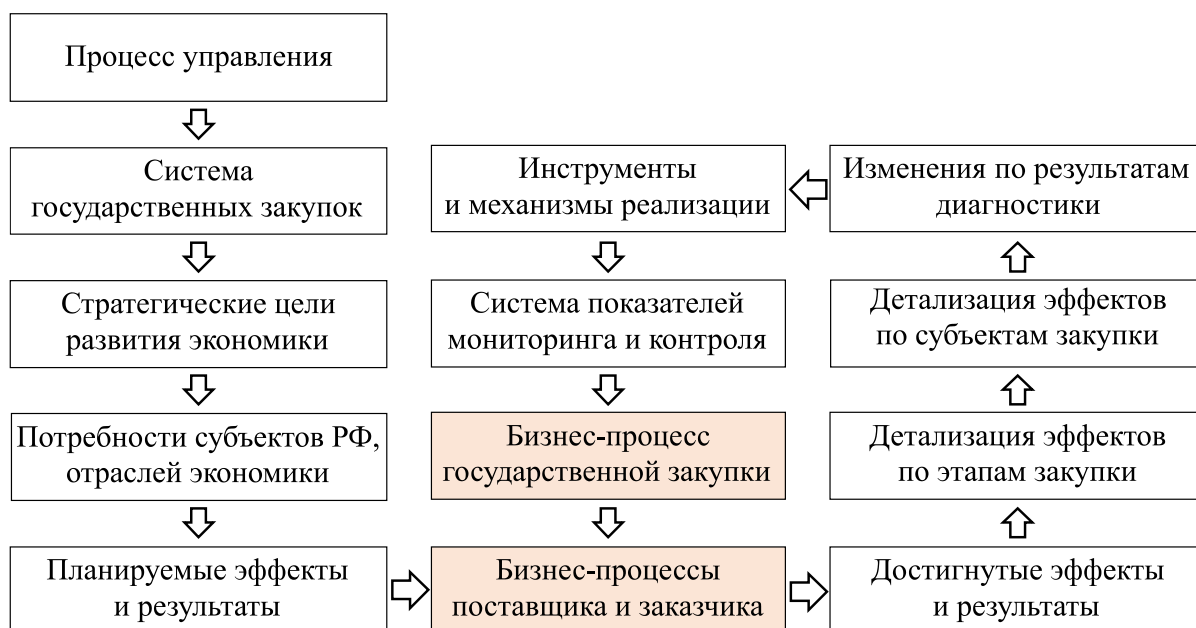 Процесс управления
Система
государственных закупок
Стратегические цели
развития экономики
Потребности субъектов РФ,
отраслей экономики
Планируемые эффекты
и результаты
Инструменты
и механизмы реализации
Система показателей
мониторинга и контроля
Бизнес-процесс
государственной закупки
Бизнес-процессы
поставщика и заказчика
Изменения по результатам
диагностики
Детализация эффектов
по субъектам закупки
Детализация эффектов
по этапам закупки
Достигнутые эффекты
и результаты